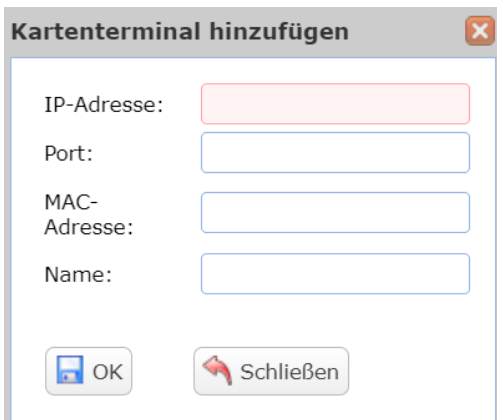 Kartenterminal hinzufügen
IP-Adresse:
Port:
MAC-
Adresse:
Name:
OK
Schließen